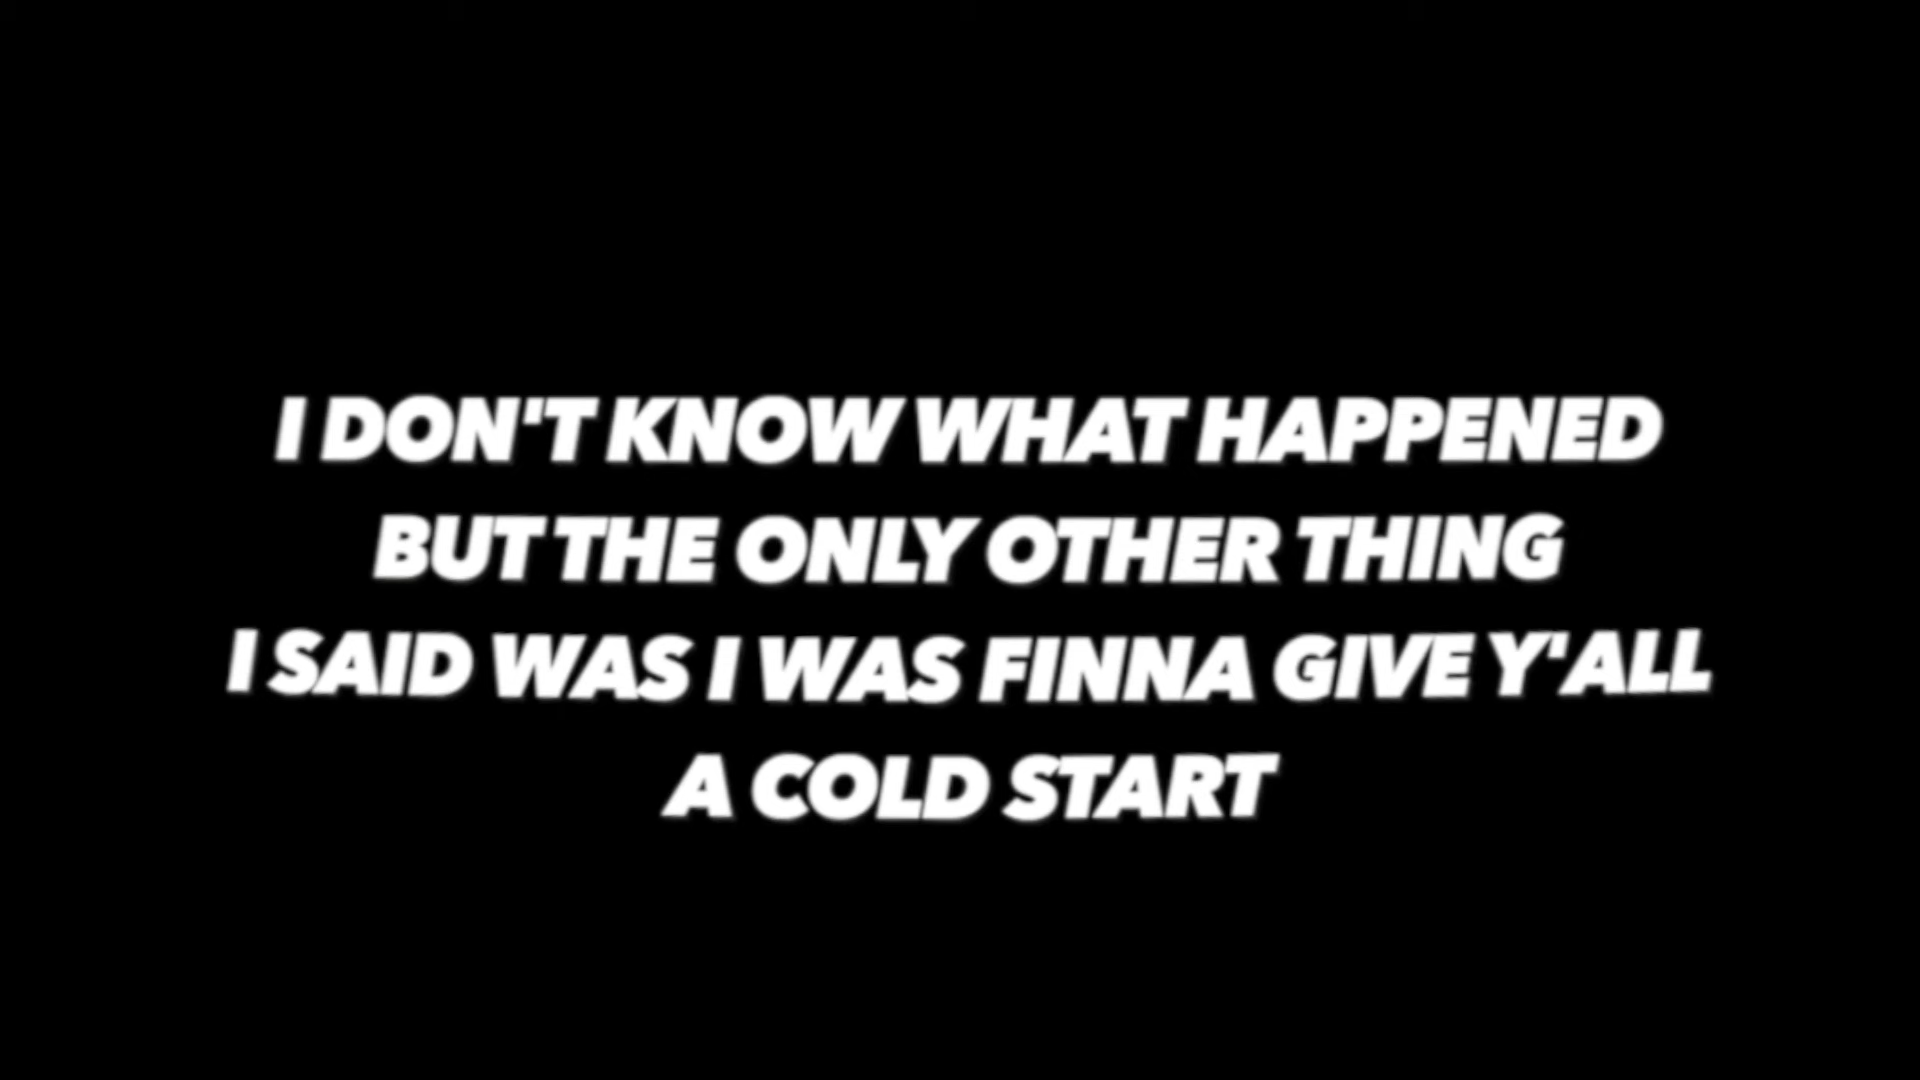 I DON'T KNOW WHAT HAPPENED
BUT THE ONLY OTHER THING
I SAID WAS I WAS FINNA GIVE Y'ALL
A COLD START